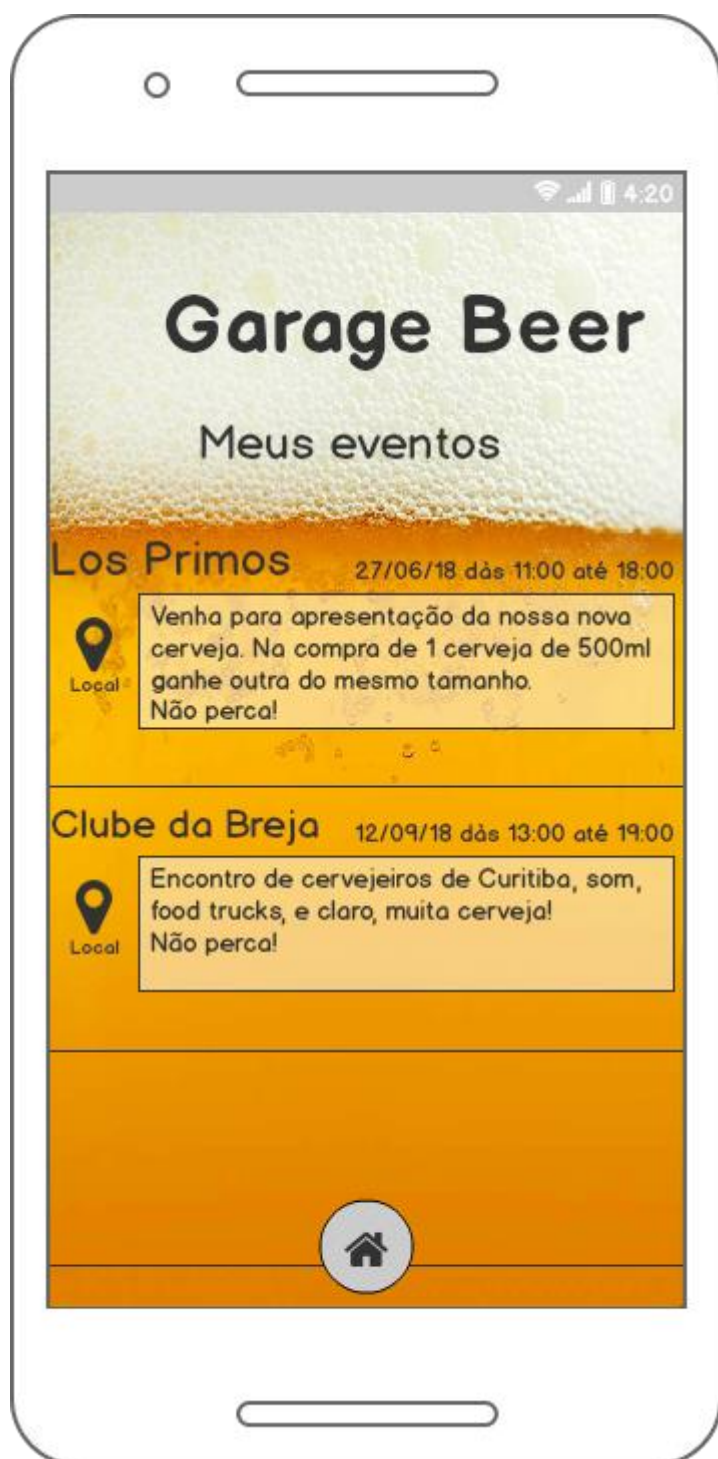 4:20
Garage Beer
Meus eventos
Los Primos 27/06/18 dàs 11:00 até 18:00
Venha para apresentação da nossa nova
cerveja. Na compra de 1 cerveja de 500ml
ganhe outra do mesmo tamanho.
Não perca!
Local
Clube da Breja 12/09/18 dàs 13:00 até 19:00
Encontro de cervejeiros de Curitiba, som,
food trucks, e claro, muita cerveja!
Não perca!
Local